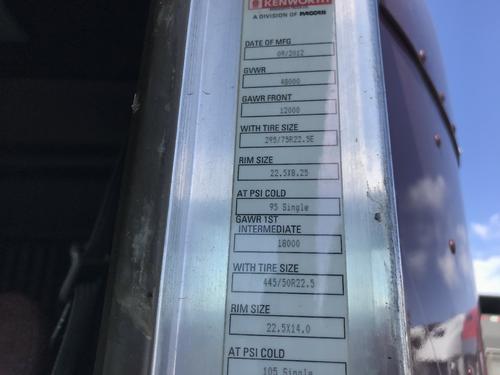 KENWORTH
A DIVISION OF PACCAR
DATE OF MFG
09/2012
GVWR
48000
GAWR FRONT
12000
WITH TIRE SIZE
295/75R22.5E
RIM SIZE
22.5X8.25
AT PSI COLD
95 Single
GAWR 1ST
INTERMEDIATE
18000
WITH TIRE SIZE
445/50R22.5
RIM SIZE
22.5X14.0
AT PSI COLD
105 Single